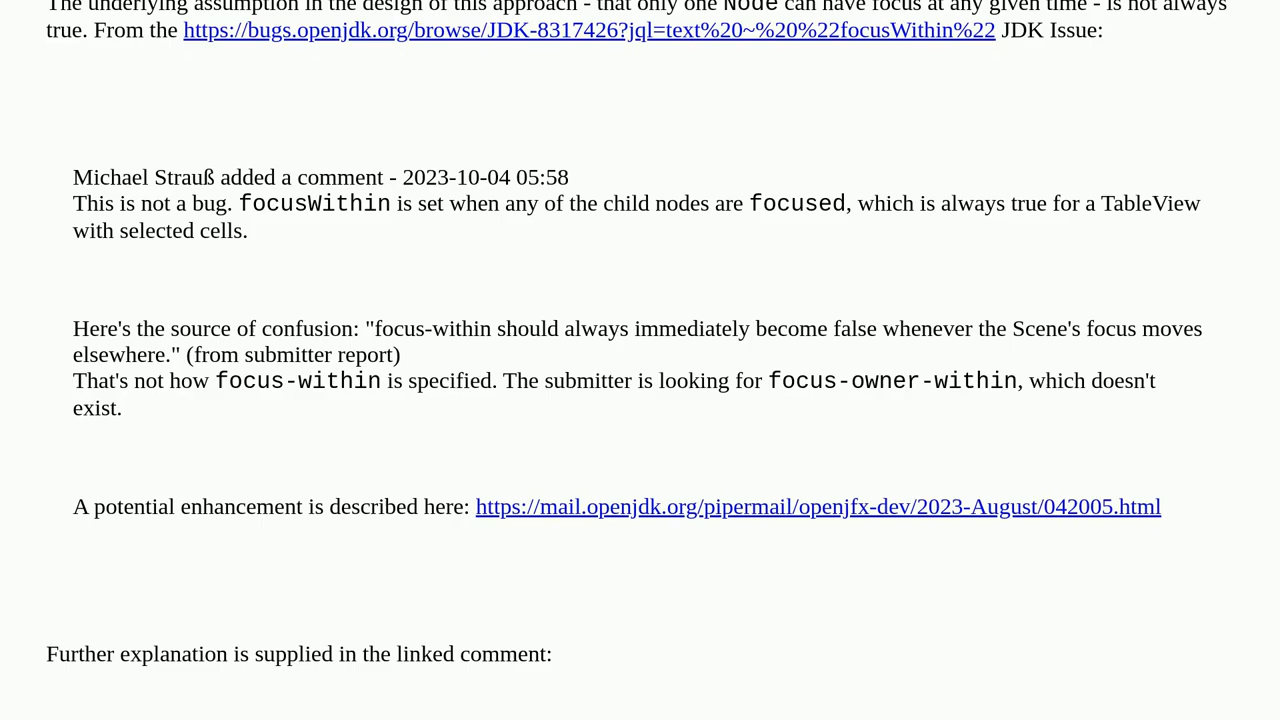 The underlying assumption in the design of this approach - that only one Node can have focus at any given time - is not always
true. From the https://bugs.openjdk.org/browse/JDK-8317426?jql=text%20~%20%22focusWithin%22 JDK Issue:
Michael Strauß added a comment - 2023-10-04 05:58
This is not a bug. focusWithin is set when any of the child nodes are focused, which is always true for a TableView
with selected cells.
Here's the source of confusion: "focus-within should always immediately become false whenever the Scene's focus moves
elsewhere." (from submitter report)
That's not how focus-within is specified. The submitter is looking for focus-owner-within, which doesn't
exist.
A potential enhancement is described here: https://mail.openjdk.org/pipermail/openjfx-dev/2023-August/042005.html
Further explanation is supplied in the linked comment: